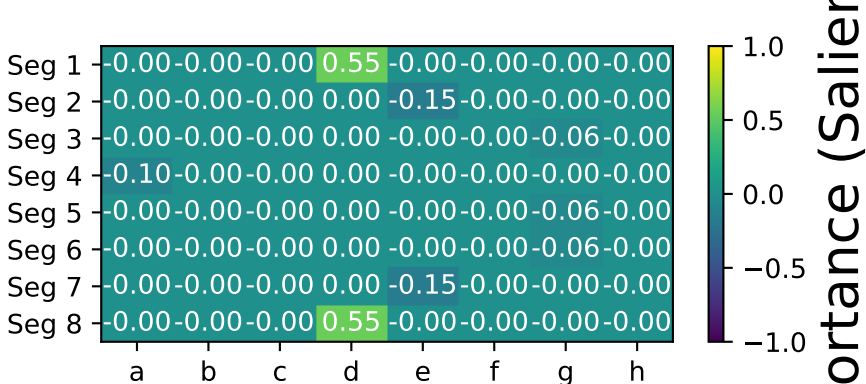 Seg 1 -0.00 -0.00 -0.00 0.55 -0.00 -0.00 -0.00 -0.00
Seg 2 -0.00 -0.00 -0.00 0.00 -0.15 -0.00 -0.00 -0.00
Seg 3 -0.00 -0.00 -0.00 0.00 -0.00 -0.00 -0.06 -0.00
Seg 4 -0.10 -0.00 -0.00 0.00 -0.00 -0.00 -0.00 -0.00
Seg 5 -0.00 -0.00 -0.00 0.00 -0.00 -0.00 -0.06 -0.00
Seg 6 -0.00 -0.00 -0.00 0.00 -0.00 -0.00 -0.06 -0.00
Seg 7 -0.00 -0.00 -0.00 0.00 -0.15 -0.00 -0.00 -0.00
Seg 8 -0.00 -0.00 -0.00 0.55 -0.00 -0.00 -0.00 -0.00
a b c d e f g h
1.0
0.5
0.0
−0.5
−1.0
ortance (Salien